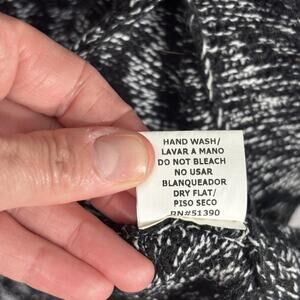 HAND WASH/
LAVAR A MANO
DO NOT BLEACH
NO USAR
BLANQUEADOR
DRY FLAT/
PISO SECO
RN#51390